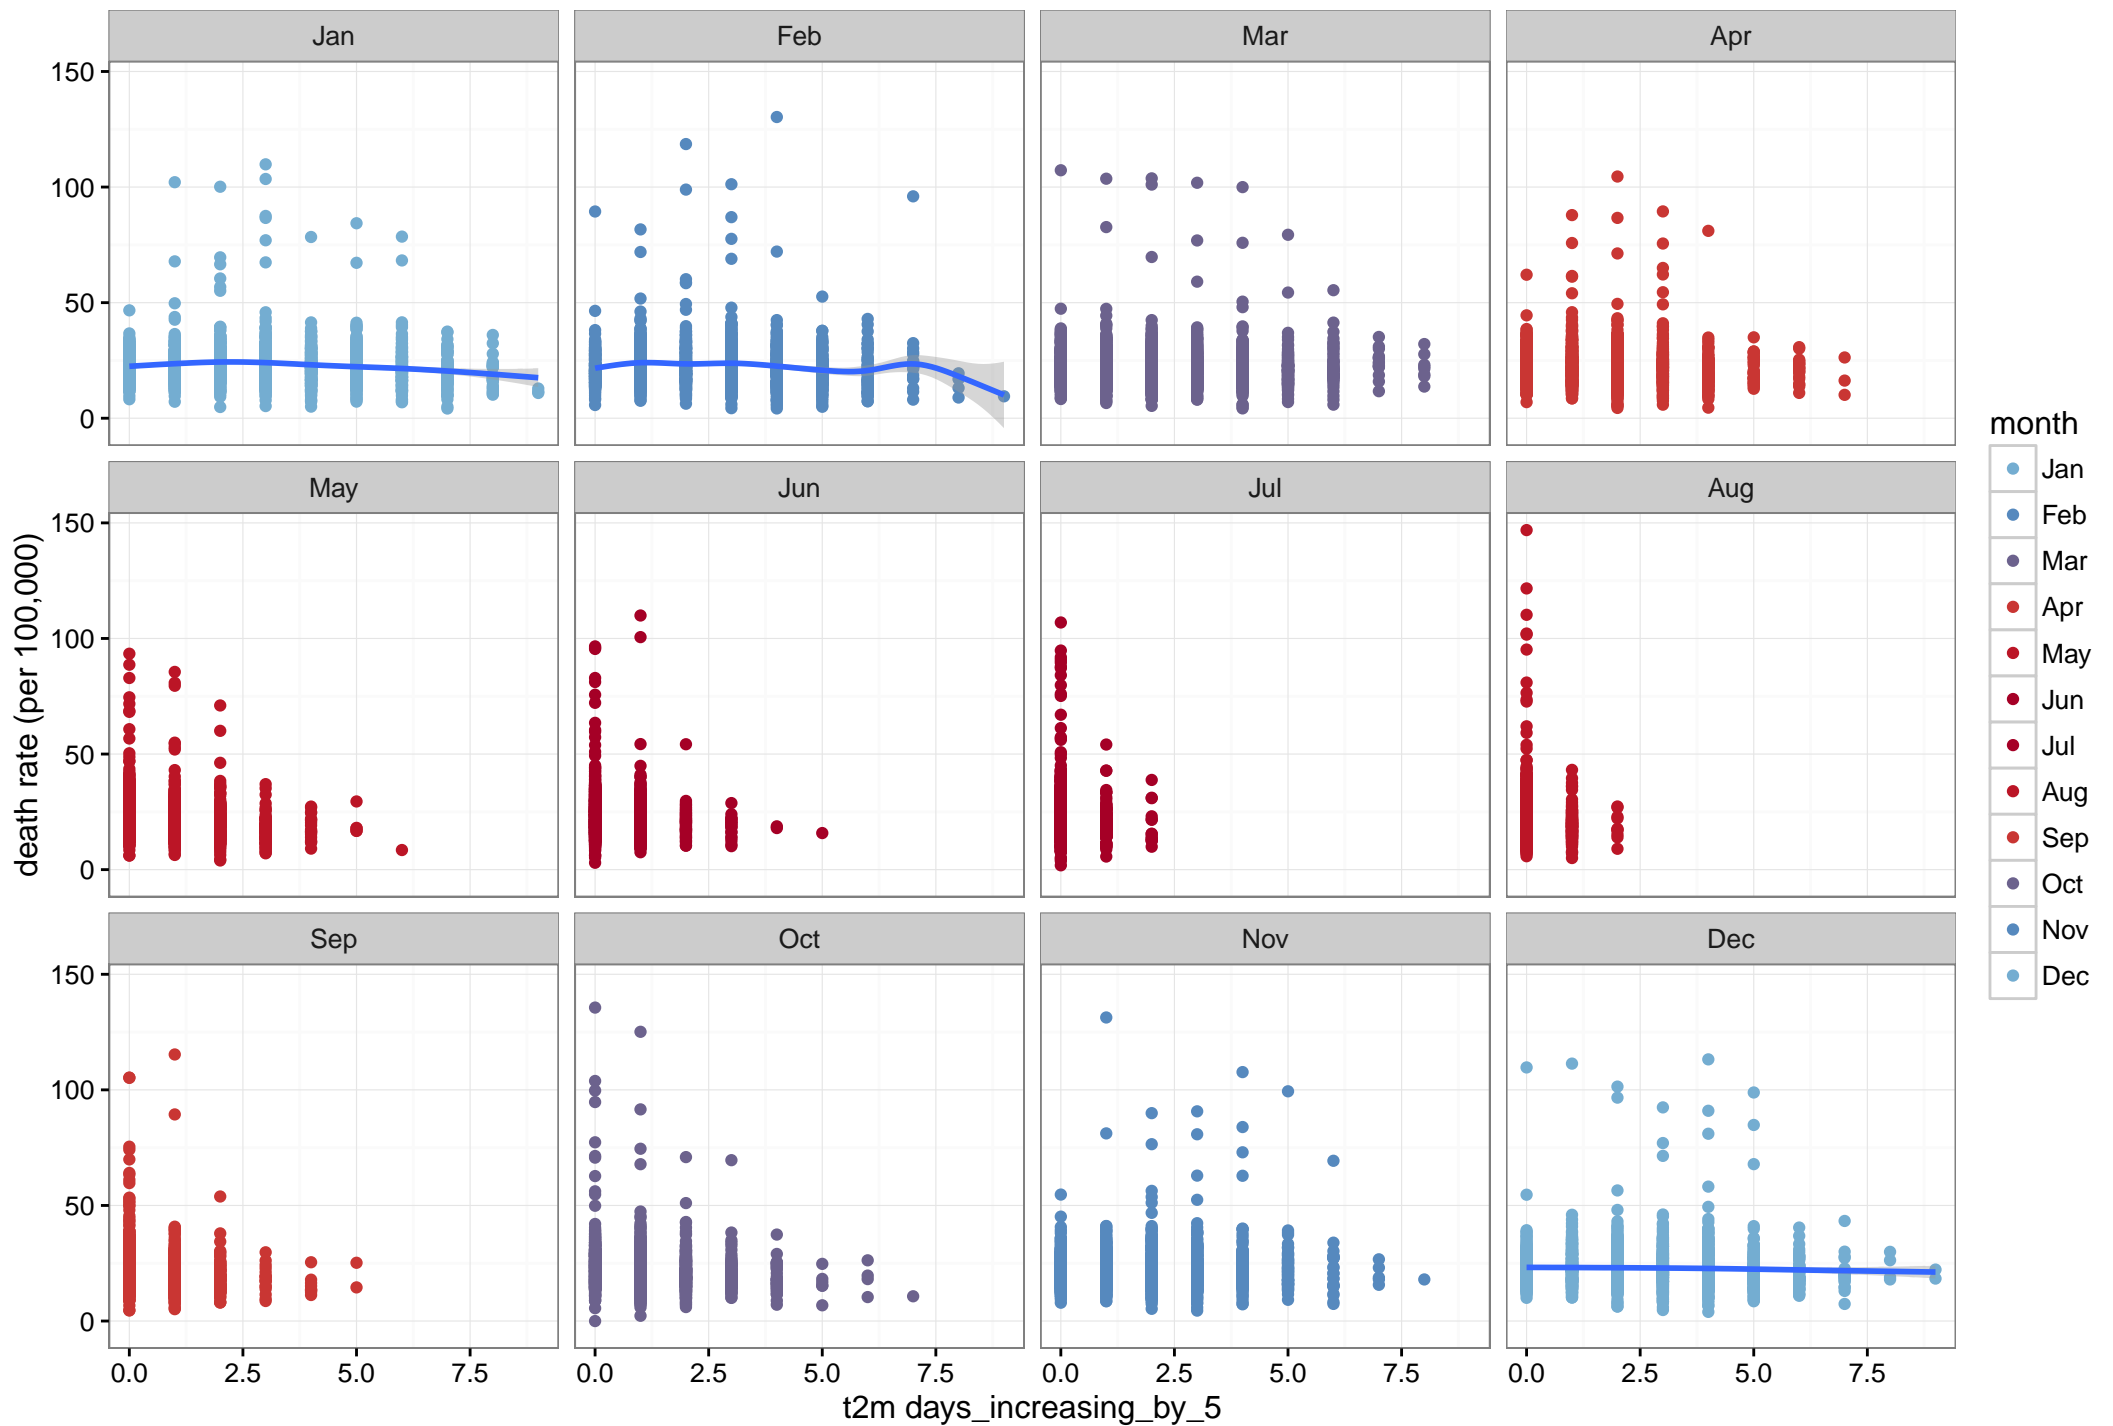 Jan Feb Mar Apr
150
100
50
0
May Jun Jul Aug
150
100
50
0
Sep Oct Nov Dec
150
100
50
0
0.0 2.5 5.0 7.5 0.0 2.5 5.0 7.5 0.0 2.5 5.0 7.5 0.0 2.5 5.0 7.5
t2m days_increasing_by_5
death rate (per 100,000)
month
Jan
Feb
Mar
Apr
May
Jun
Jul
Aug
Sep
Oct
Nov
Dec